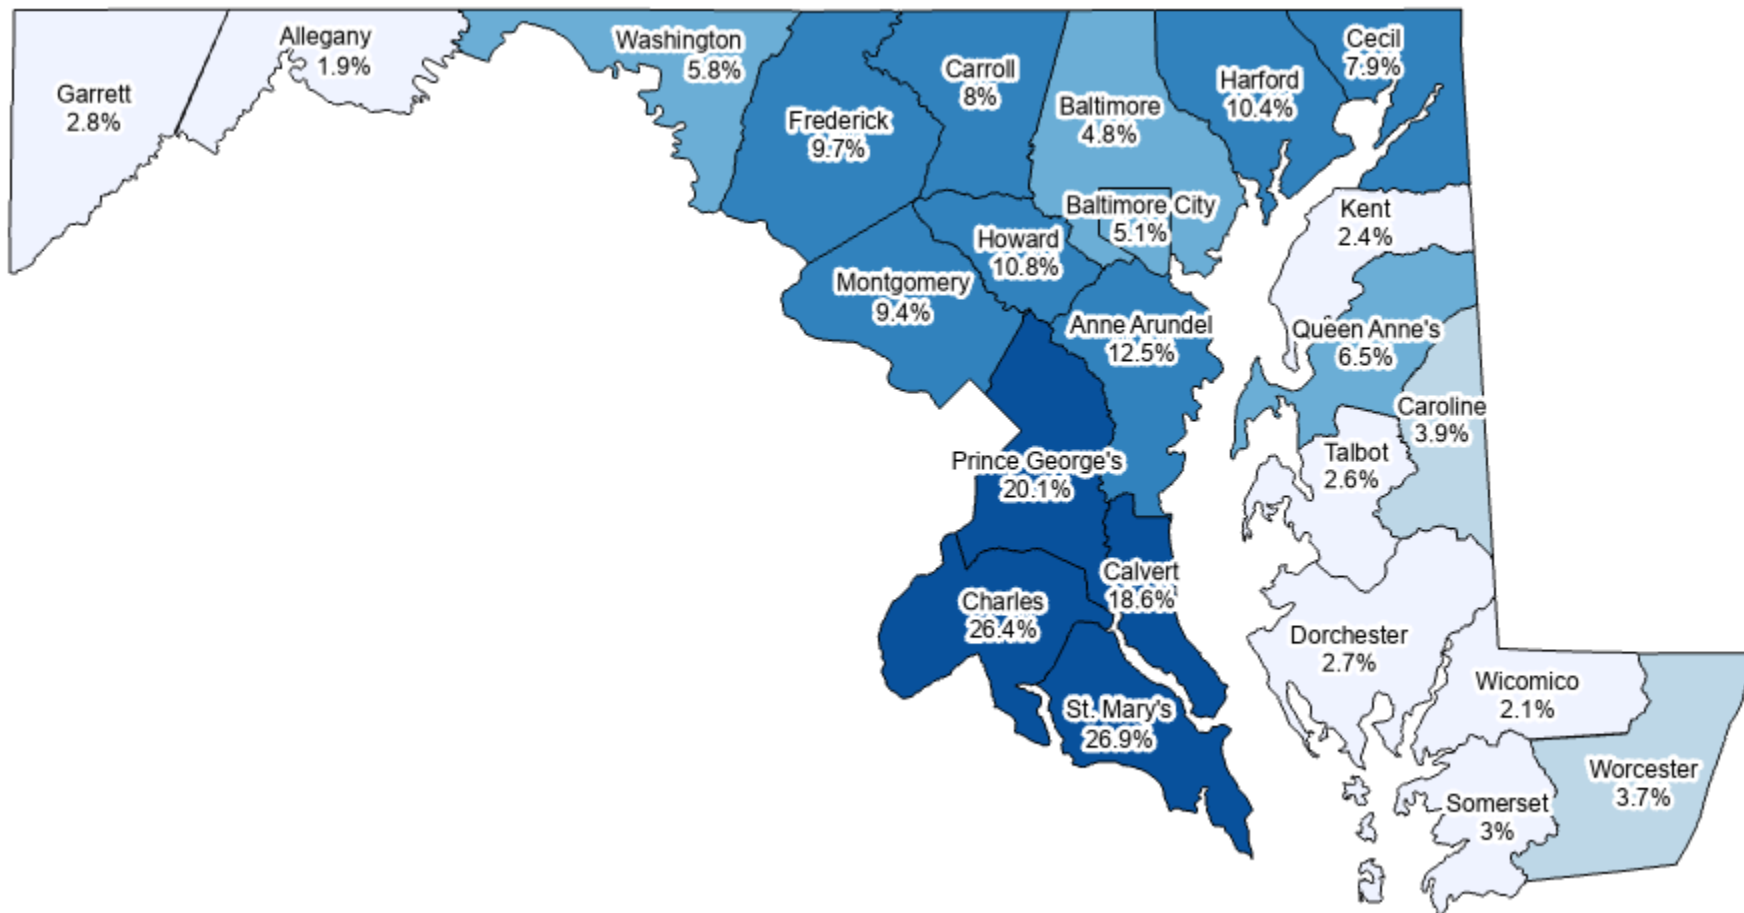 Garrett
2.8%
Allegany
1.9%
Washington
5.8%
Frederick
9.7%
Carroll
8%
Baltimore
4.8%
Harford
10.4%
Cecil
7.9%
Baltimore City
5.1%
Kent
2.4%
Howard
10.8%
Montgomery
9.4%
Anne Arundel
12.5%
Queen Anne's
6.5%
Caroline
3.9%
Talbot
2.6%
Prince George's
20.1%
Calvert
18.6%
Charles
26.4%
Dorchester
2.7%
Wicomico
2.1%
St. Mary's
26.9%
Worcester
3.7%
Somerset
3%